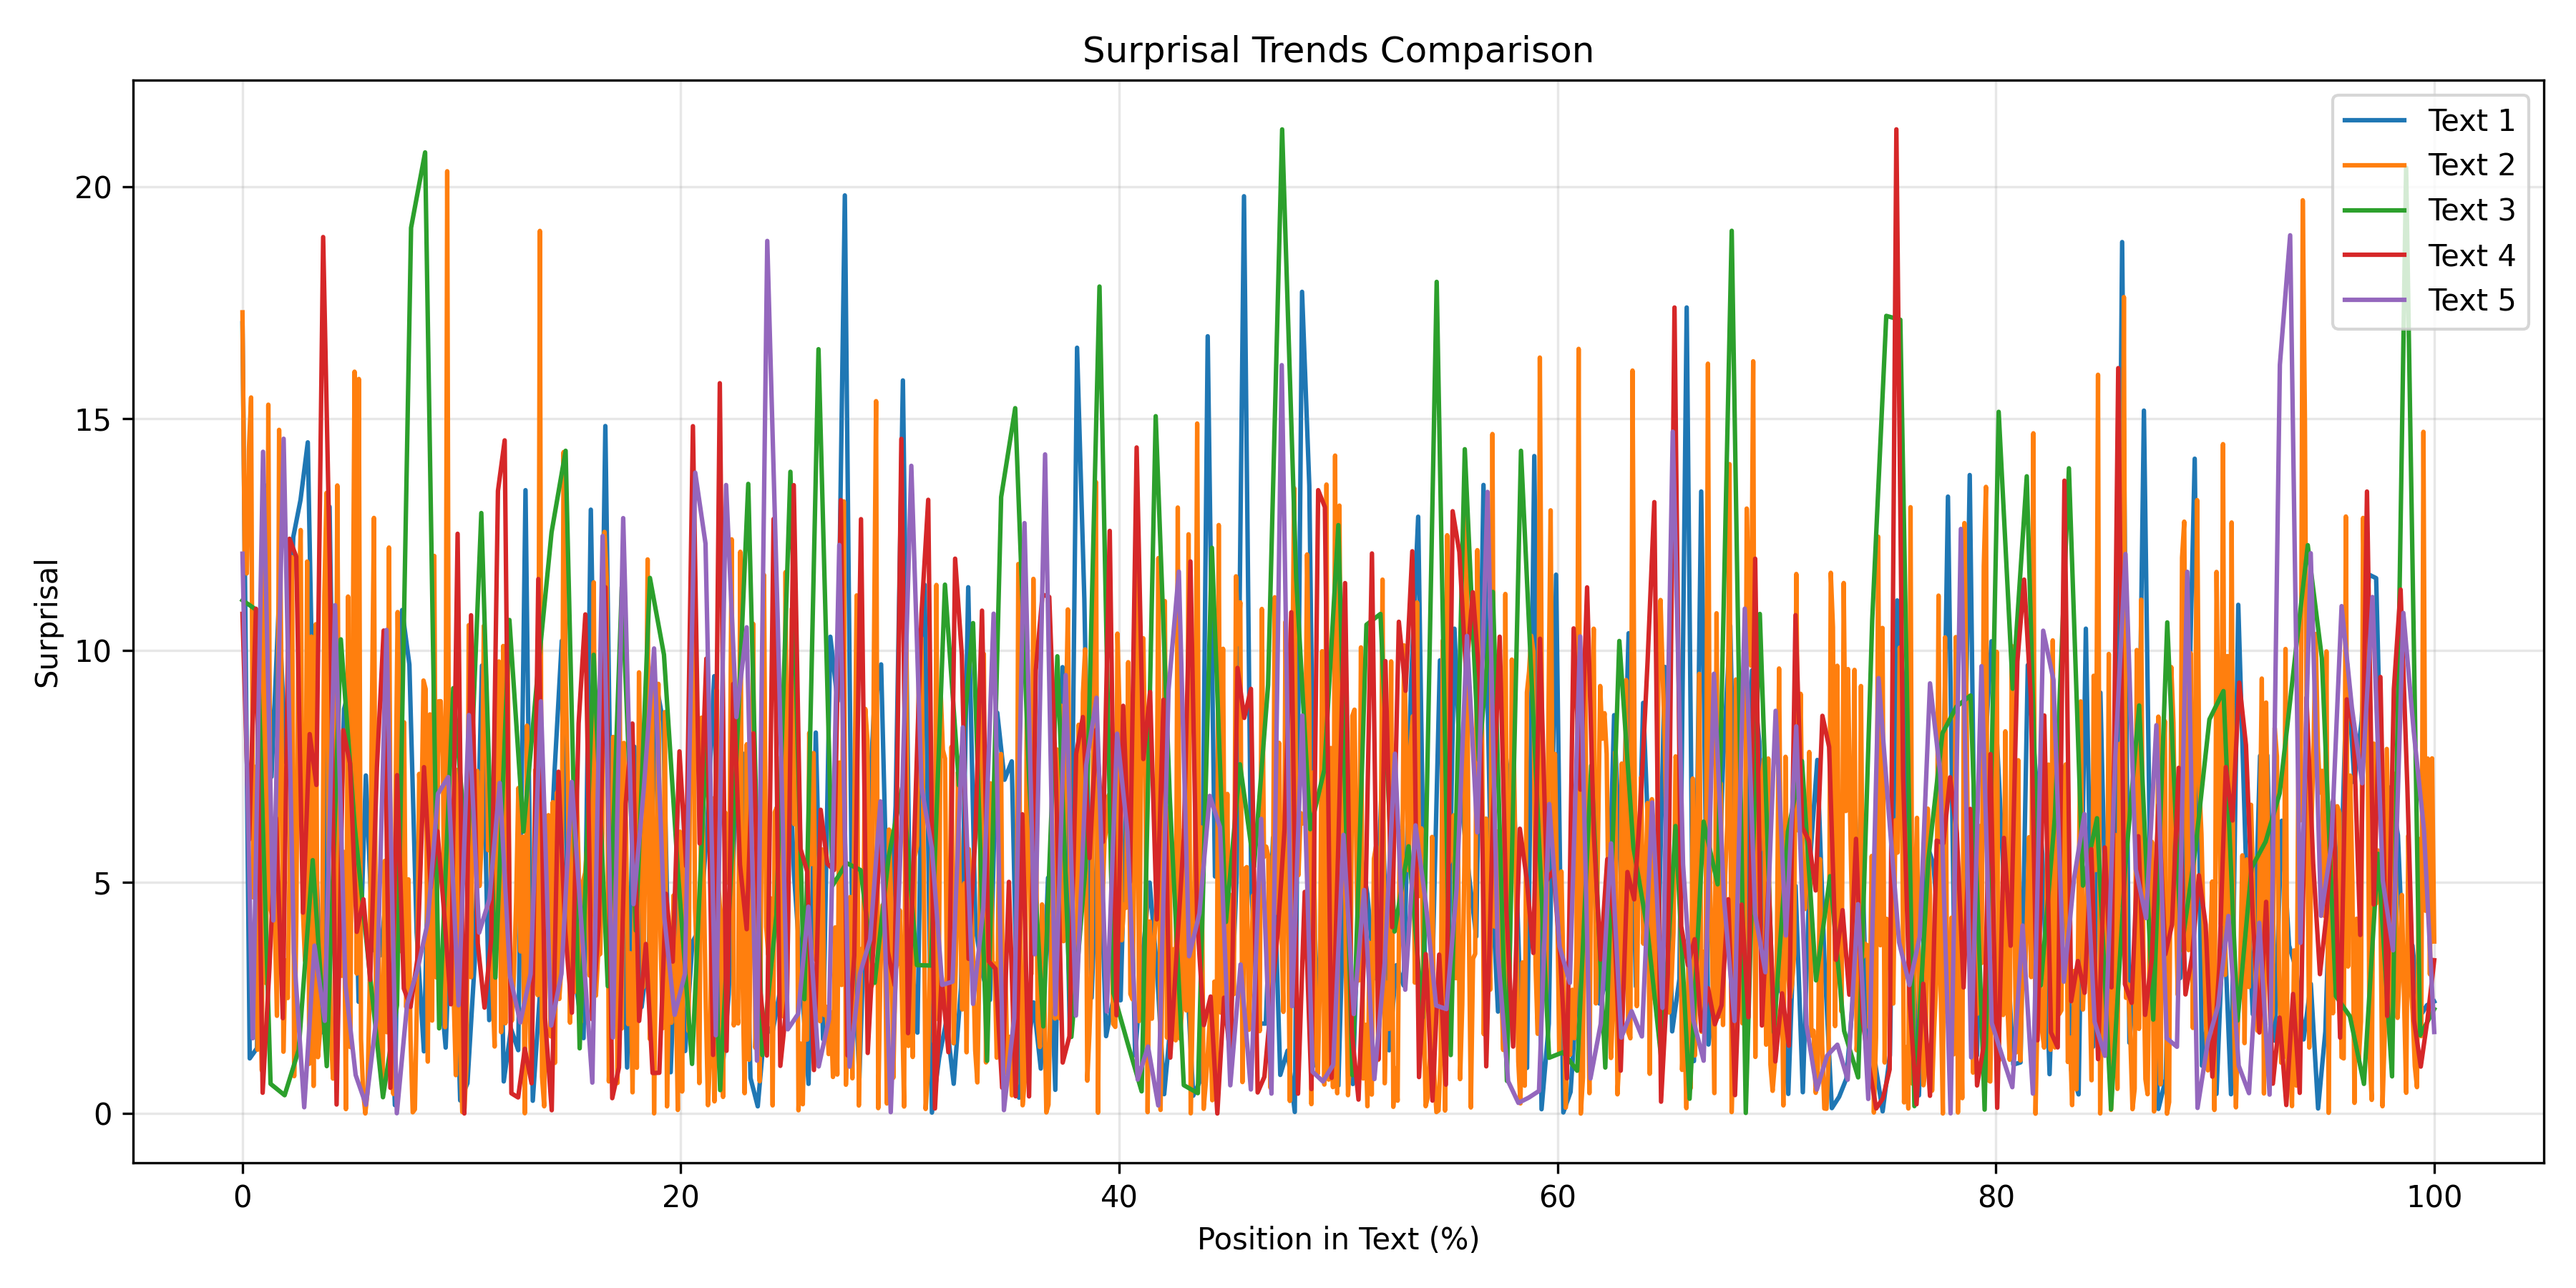 Surprisal Trends Comparison
Text 1
Text 2
Text 3
Text 4
Text 5
Surprisal
20
15
10
5
0
0 20 40 60 80 100
Position in Text (%)